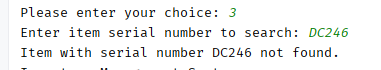 Please enter your choice: 3
Enter item serial number to search: DC246
Item with serial number DC246 not found.